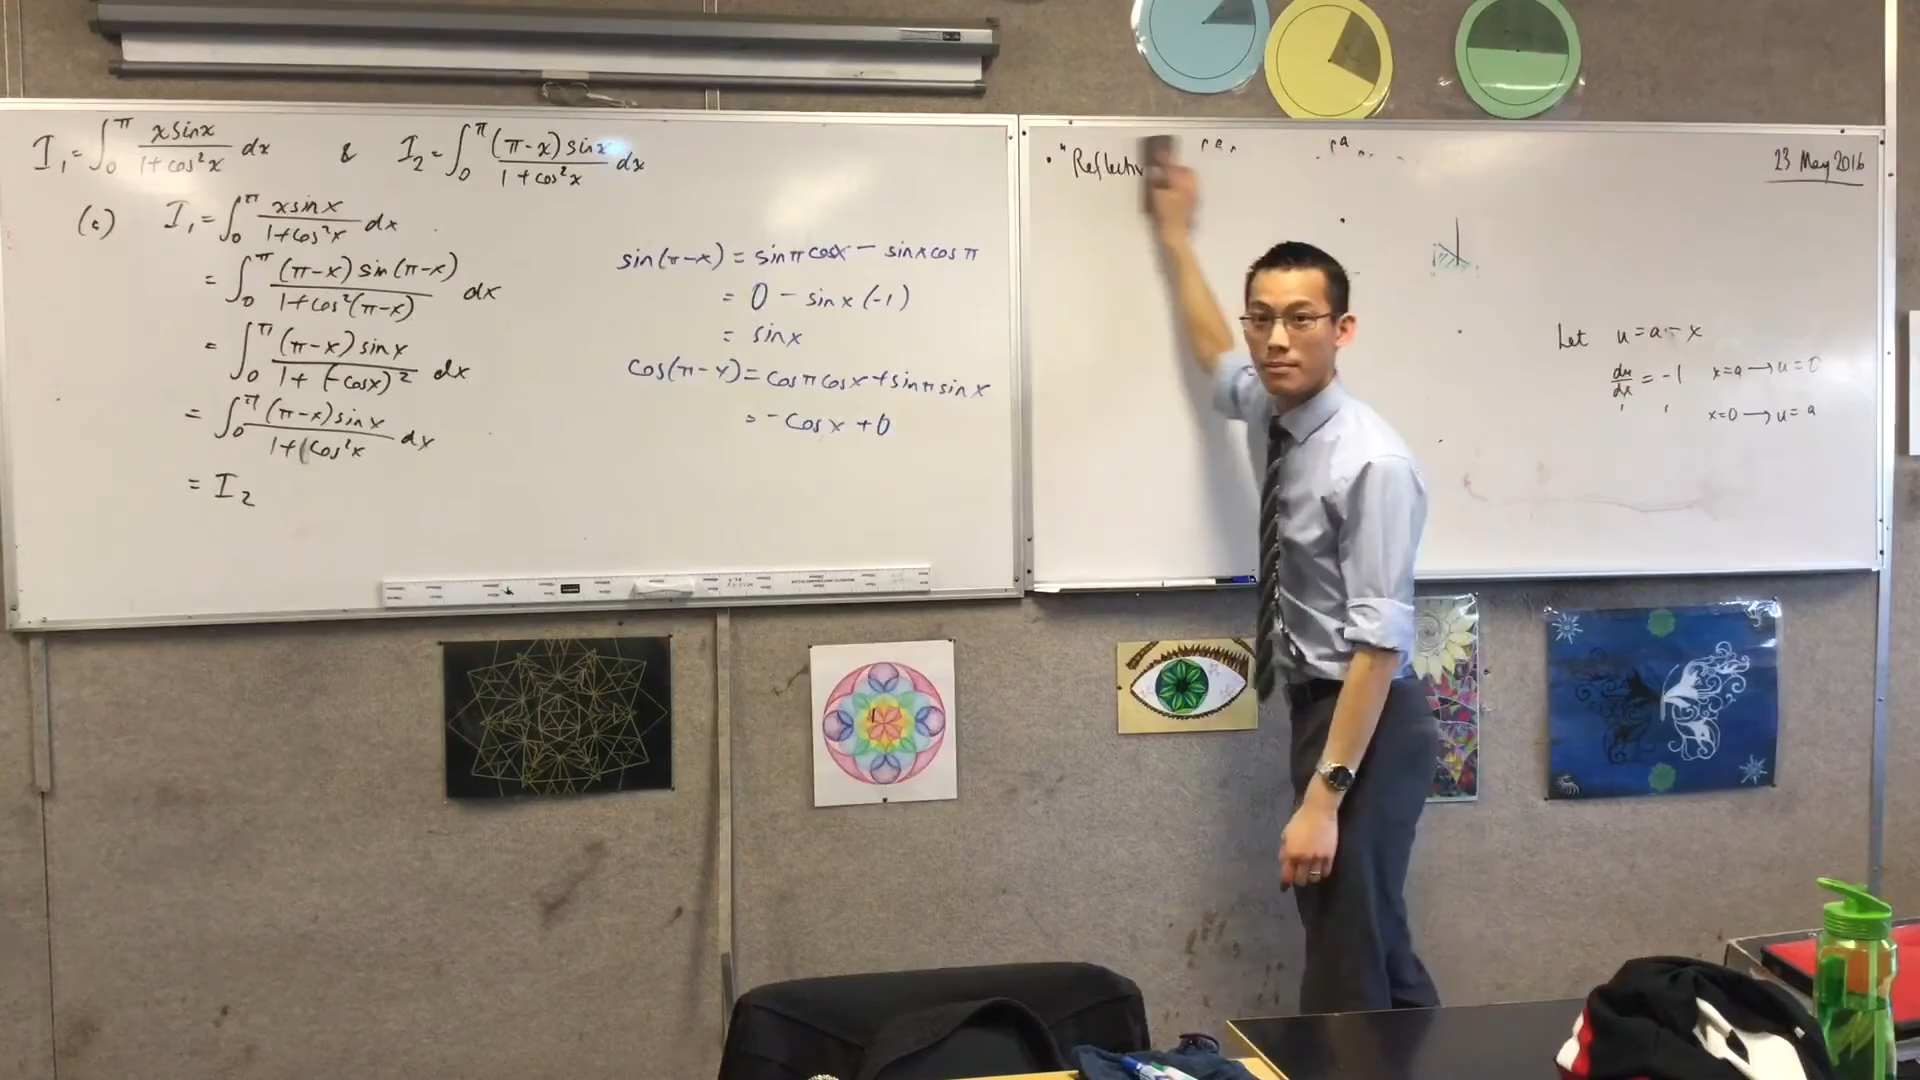 I₁ = ∫₀^π (x sin x)/(1 + cos²x) dx & I₂ = ∫₀^π ((π-x) sin x)/(1 + cos²x) dx
I₁ = ∫₀^π (x sin x)/(1 + cos²x) dx
= ∫₀^π ((π-x) sin(π-x))/(1 + cos²(π-x)) dx
= ∫₀^π ((π-x) sin x)/(1 + (-cos x)²) dx
= ∫₀^π ((π-x) sin x)/(1 + cos²x) dx
= I₂
sin(π-x) = sin π cos x - sin x cos π
= 0 - sin x (-1)
= sin x
cos(π-x) = cos π cos x + sin π sin x
= -cos x + 0
23 May 2016
Let u = a - x
du/dx = -1 x=a → u=0
x=0 → u=a